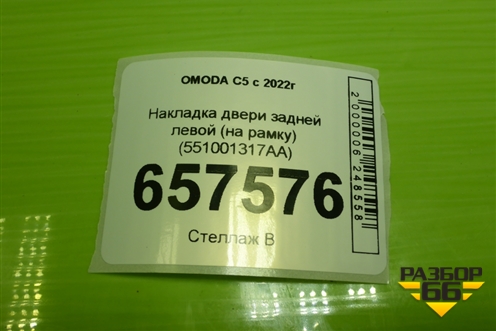 OMODA C5 с 2022г
Накладка двери задней
левой (на рамку)
(551001317AA)
657576
Стеллаж В
2000006248558
РАЗБОР
66